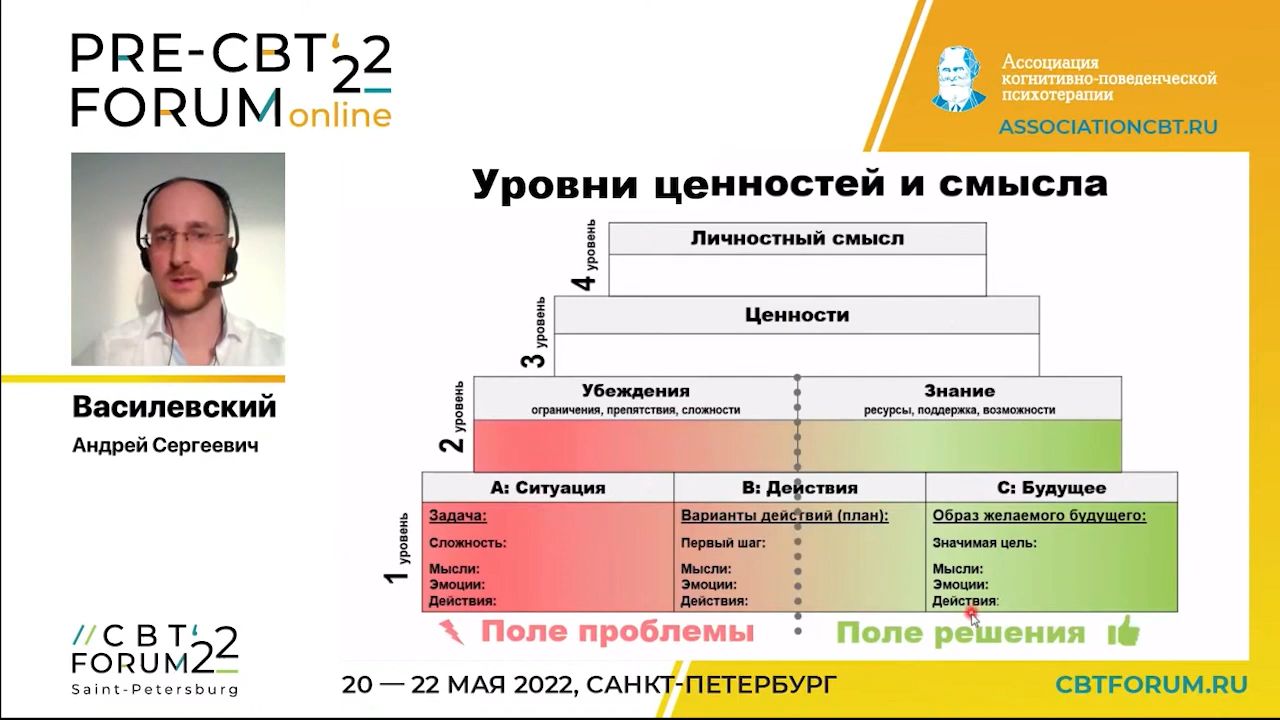 PRE-CBT'22
FORUM online
Ассоциация
когнитивно-поведенческой
психотерапии
ASSOCIATIONCBT.RU
Василевский
Андрей Сергеевич
Уровни ценностей и смысла
4 уровень
Личностный смысл
3 уровень
Ценности
2 уровень
Убеждения
ограничения, препятствия, сложности
Знание
ресурсы, поддержка, возможности
1 уровень
А: Ситуация
Задача:
Сложность:
Мысли:
Эмоции:
Действия:
В: Действия
Варианты действий (план):
Первый шаг:
Мысли:
Эмоции:
Действия:
С: Будущее
Образ желаемого будущего:
Значимая цель:
Мысли:
Эмоции:
Действия:
Поле проблемы
Поле решения
//CBT'22
FORUM
Saint-Petersburg
20 — 22 МАЯ 2022, САНКТ-ПЕТЕРБУРГ
CBTFORUM.RU